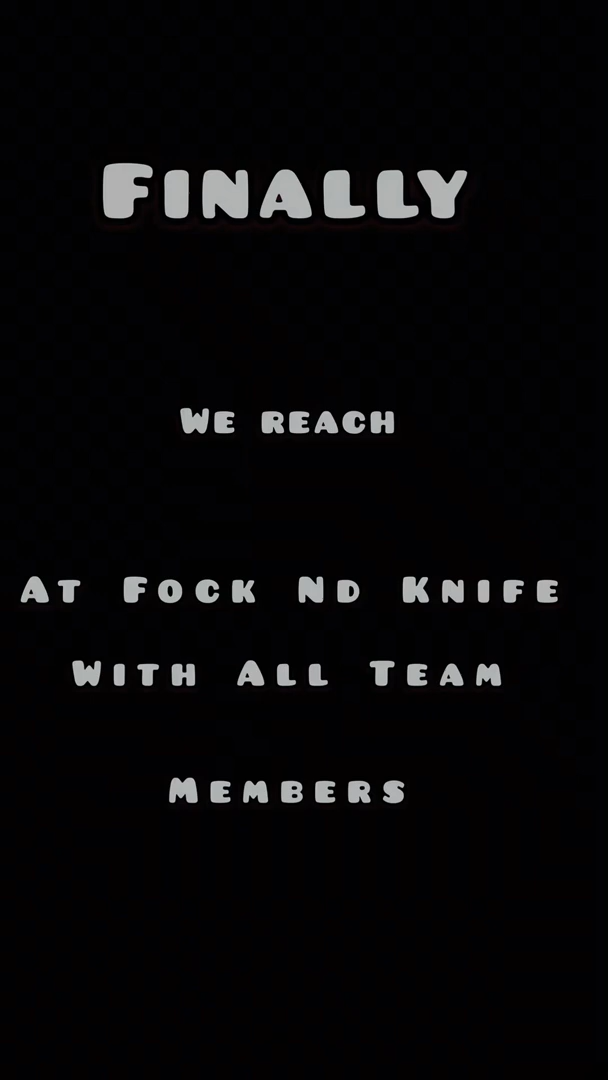 Finally
We reach
At Fock Nd Knife
With All Team
Members